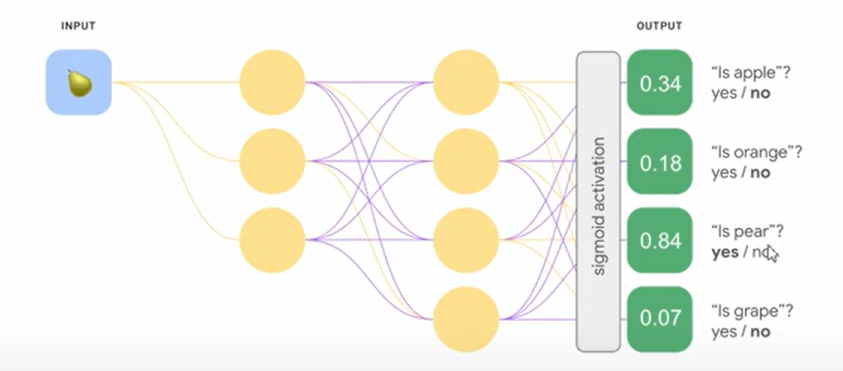 INPUT
OUTPUT
0.34
"Is apple"?
yes / no
0.18
"Is orange"?
yes / no
sigmoid activation
0.84
"Is pear"?
yes / no
0.07
"Is grape"?
yes / no